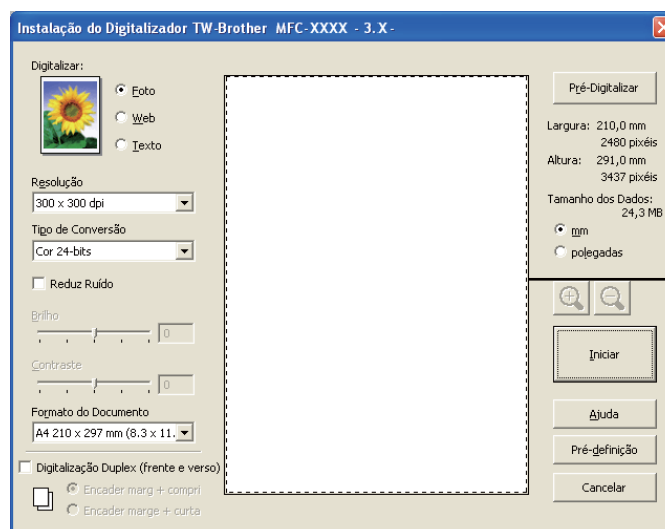 Instalação do Digitalizador TW-Brother MFC-XXXX - 3.X-
Digitalizar:
Foto
Web
Texto
Resolução
300 x 300 dpi
Tipo de Conversão
Cor 24-bits
Reduz Ruído
Brilho
0
Contraste
0
Formato do Documento
A4 210 x 297 mm (8.3 x 11.
Digitalização Duplex (frente e verso)
Encader marg + compri
Encader marge + curta
Pré-Digitalizar
Largura: 210,0 mm
2480 pixéis
Altura: 291,0 mm
3437 pixéis
Tamanho dos Dados:
24,3 MB
mm
polegadas
Iniciar
Ajuda
Pré-definição
Cancelar